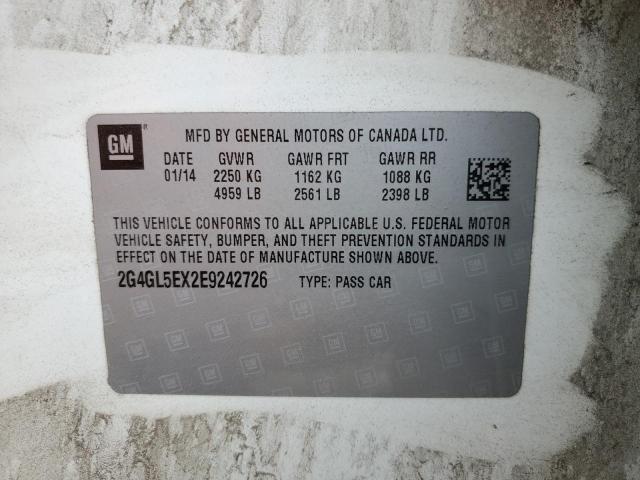 GM
MFD BY GENERAL MOTORS OF CANADA LTD.
DATE GVWR GAWR FRT GAWR RR
01/14 2250 KG 1162 KG 1088 KG
4959 LB 2561 LB 2398 LB
THIS VEHICLE CONFORMS TO ALL APPLICABLE U.S. FEDERAL MOTOR
VEHICLE SAFETY, BUMPER, AND THEFT PREVENTION STANDARDS IN
EFFECT ON THE DATE OF MANUFACTURE SHOWN ABOVE.
2G4GL5EX2E9242726 TYPE: PASS CAR